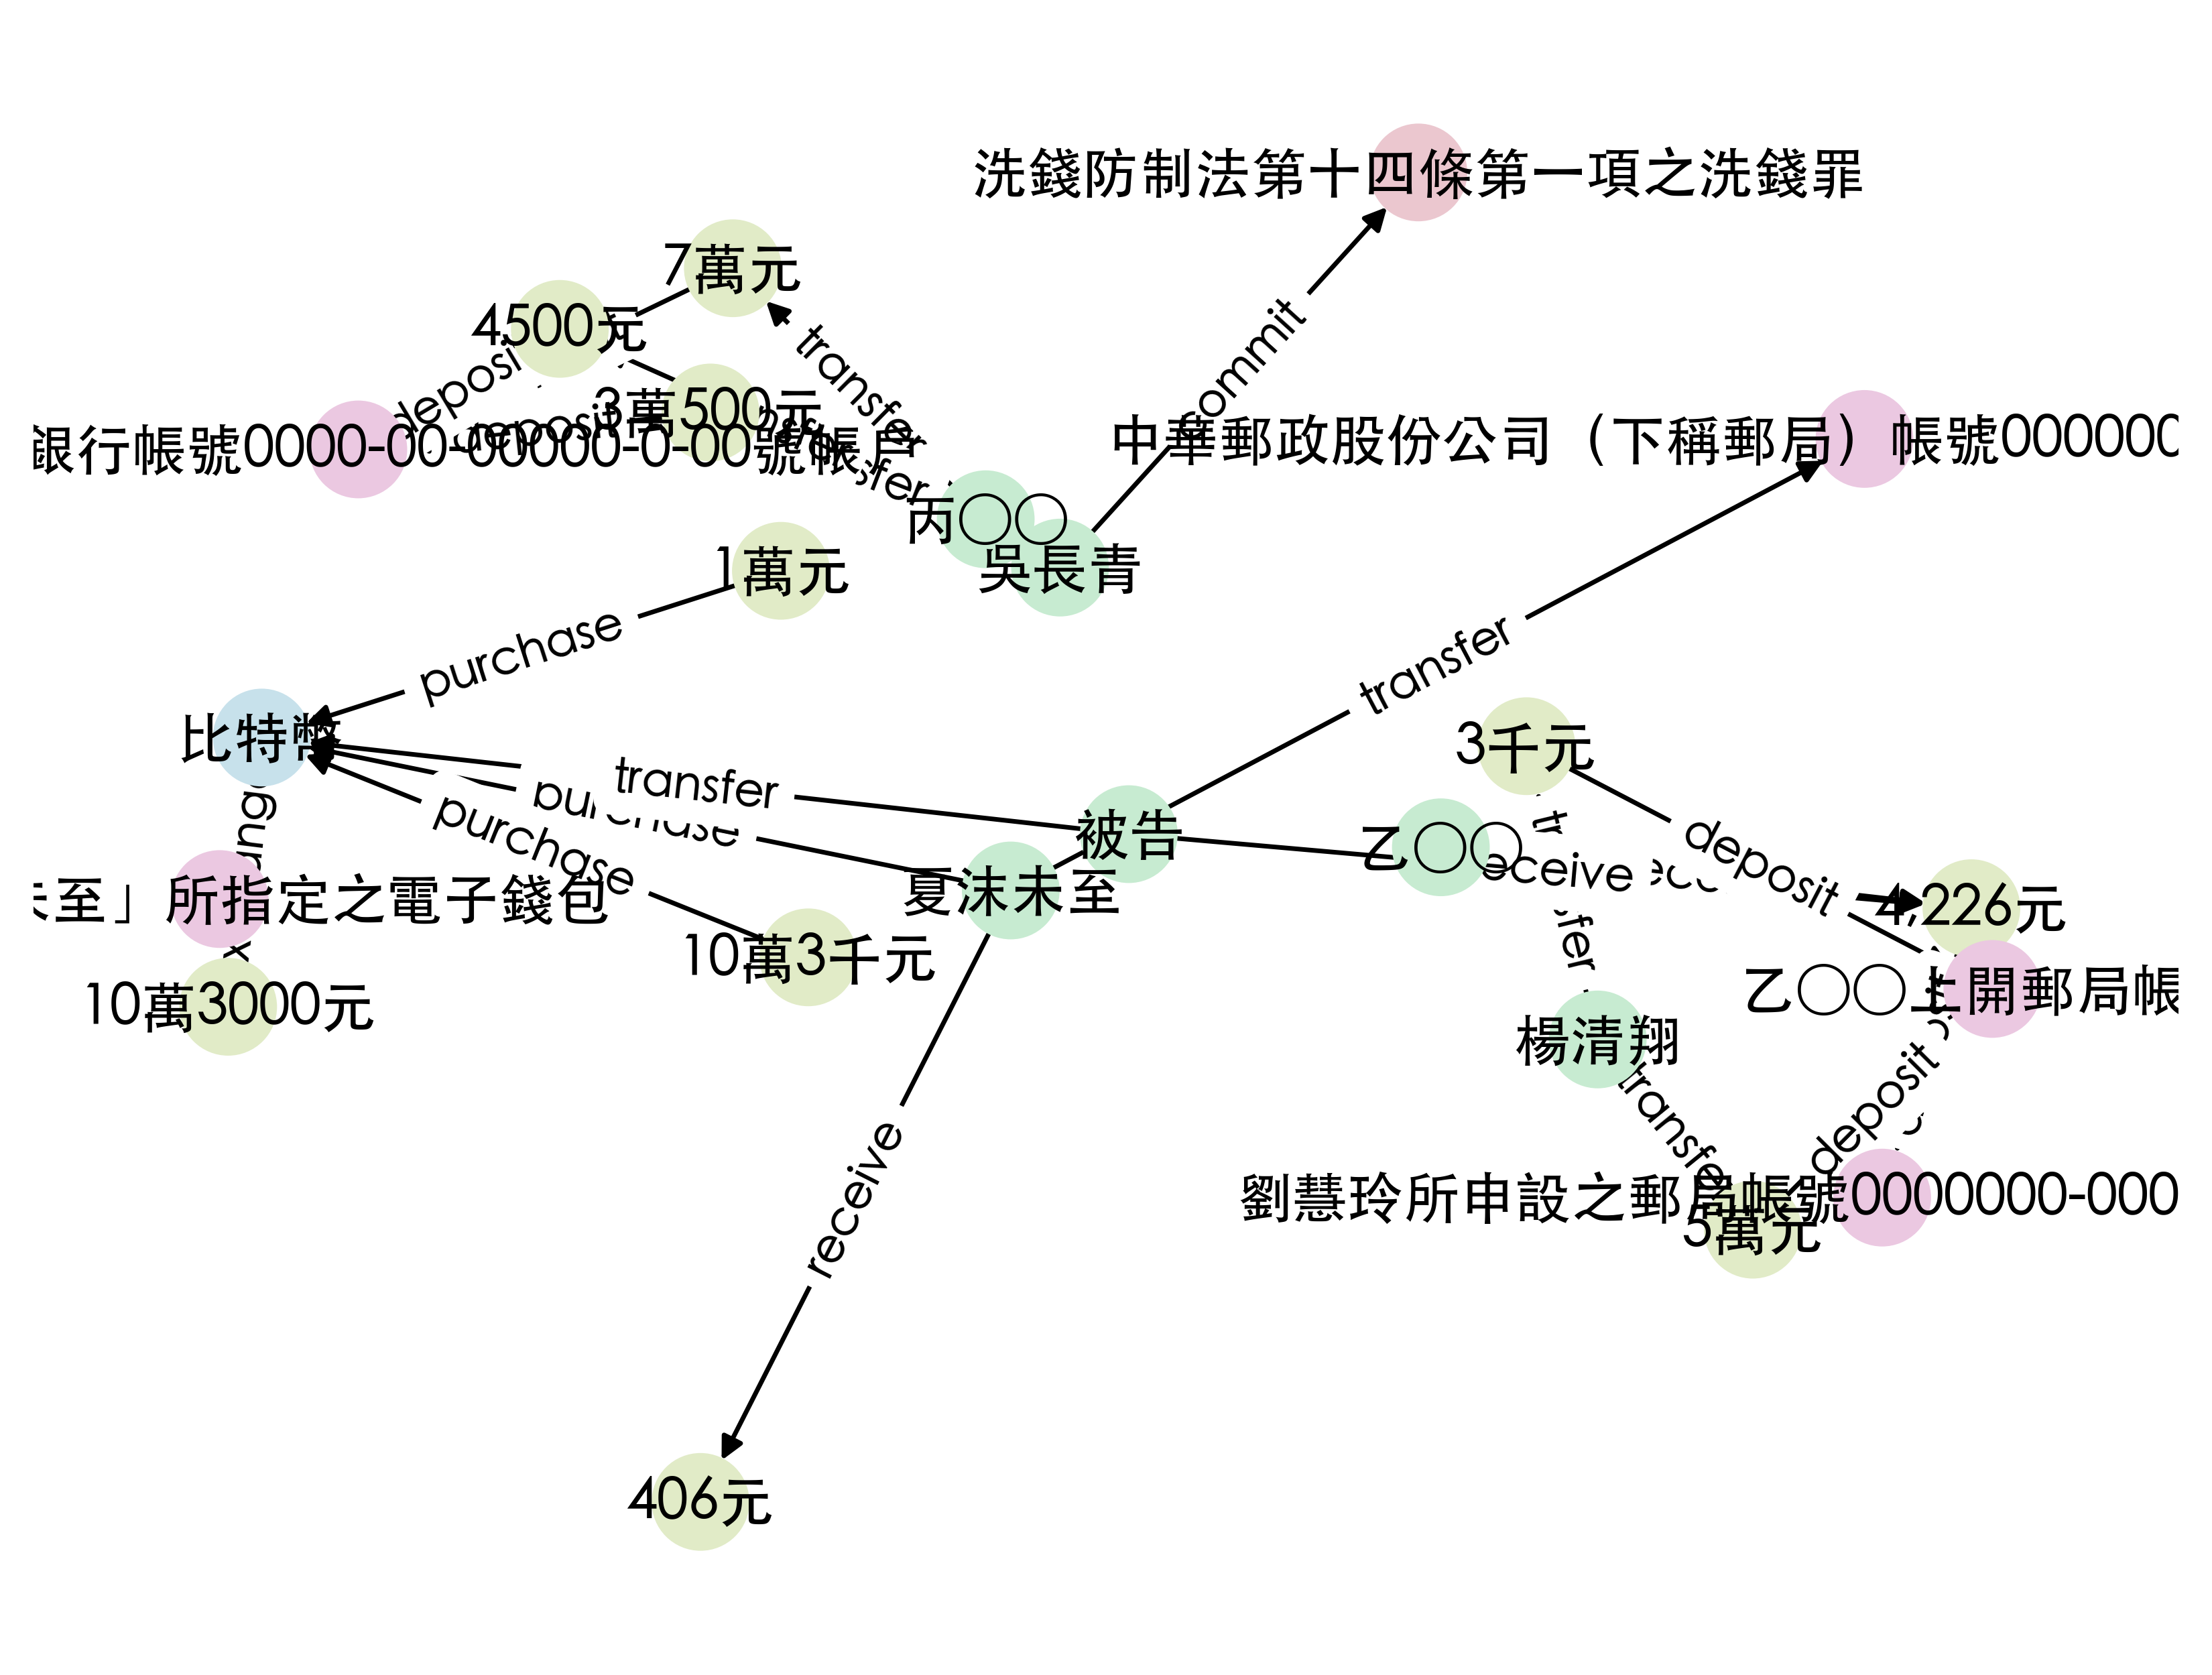 洗錢防制法第十四條第一項之洗錢罪
7萬元
4500元
transfer
commit
3萬500元
deposit
銀行帳號0000-00-00000-0-00號帳戶
中華郵政股份公司（下稱郵局）帳號000000
丙〇〇
吳長青
1萬元
purchase
transfer
比特幣
3千元
transfer
purchase
purchase
被告
乙〇〇
deposit
receive
至」所指定之電子錢包
夏沫未至
4,226元
10萬3千元
乙〇〇上開郵局帳
10萬3000元
楊清翔
transfer
deposit
receive
劉慧玲所申設之郵局帳號0000000-000
5萬元
406元